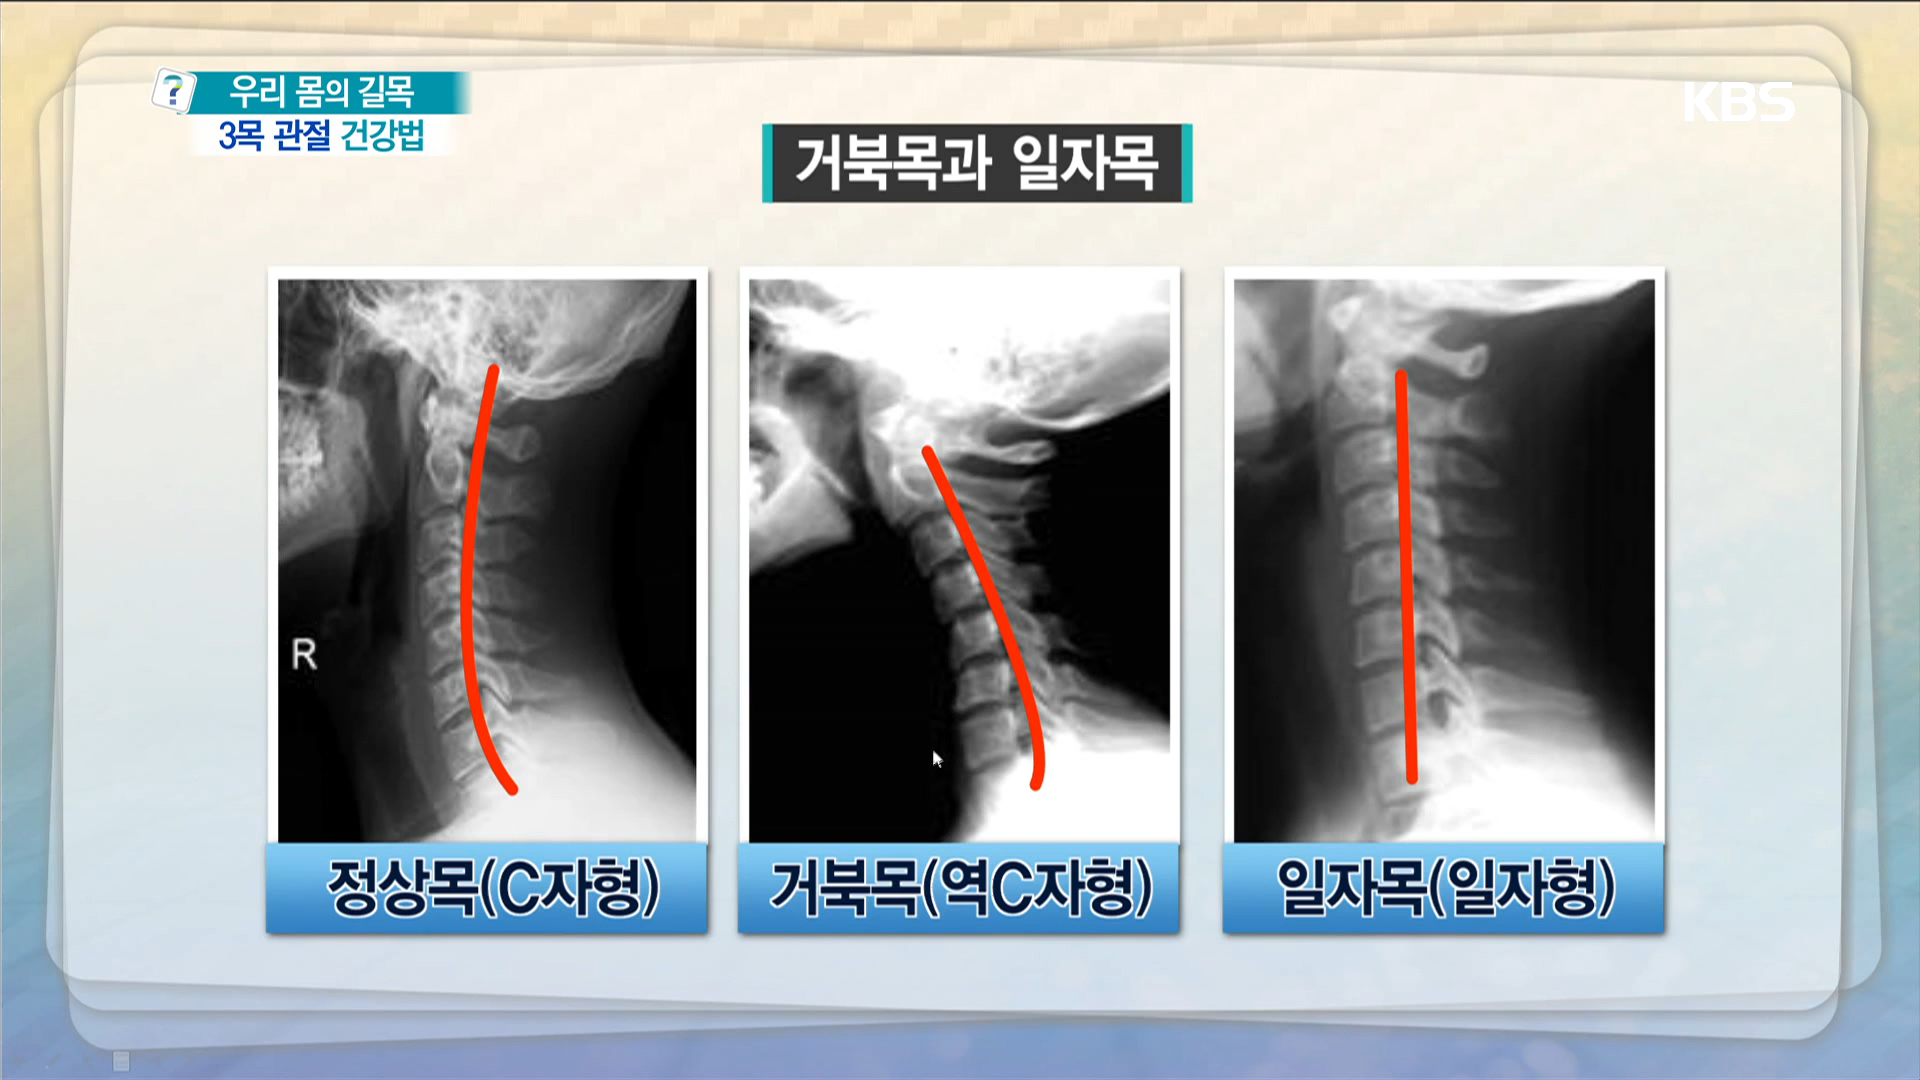 우리 몸의 길목
3목 관절 건강법
KBS
거북목과 일자목
R
정상목(C자형)
거북목(역C자형)
일자목(일자형)